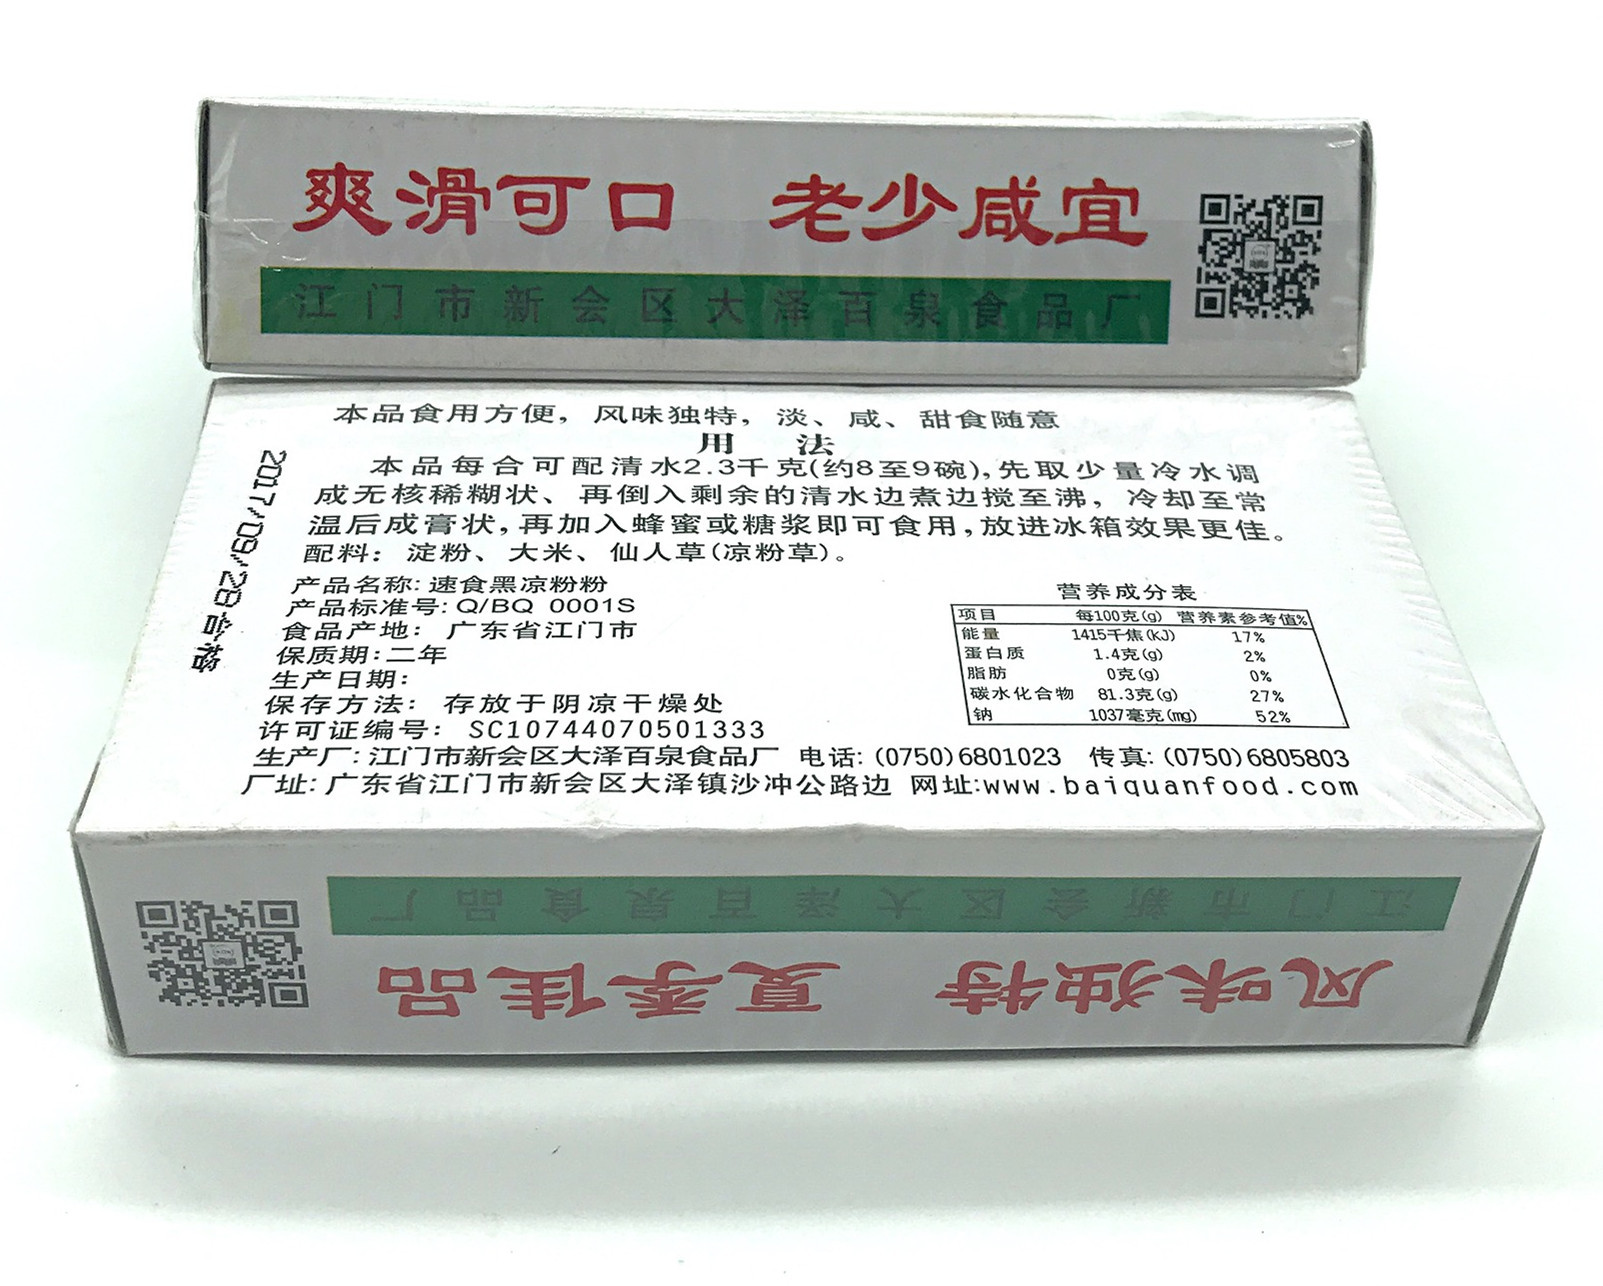 爽滑可口 老少咸宜
江门市新会区大泽百泉食品厂
本品食用方便，风味独特，淡、咸、甜食随意
用 法
本品每合可配清水2.3千克(约8至9碗),先取少量冷水调
成无核稀糊状、再倒入剩余的清水边煮边搅至沸，冷却至常
温后成膏状,再加入蜂蜜或糖浆即可食用,放进冰箱效果更佳。
配料：淀粉、大米、仙人草(凉粉草)。
产品名称:速食黑凉粉粉
产品标准号:Q/BQ 0001S
食品产地：广东省江门市
保质期:二年
生产日期:
保存方法：存放于阴凉干燥处
许可证编号：SC10744070501333
生产厂:江门市新会区大泽百泉食品厂 电话:(0750)6801023 传真:(0750)6805803
厂址:广东省江门市新会区大泽镇沙冲公路边 网址:www.baiquanfood.com
2017/09/28合格
营养成分表
项目 每100克(g) 营养素参考值%
能量 1415千焦(KJ) 17%
蛋白质 1.4克(g) 2%
脂肪 0克(g) 0%
碳水化合物 81.3克(g) 27%
钠 1037毫克(mg) 52%
江门市新会区大泽百泉食品厂
风味独特 夏季佳品